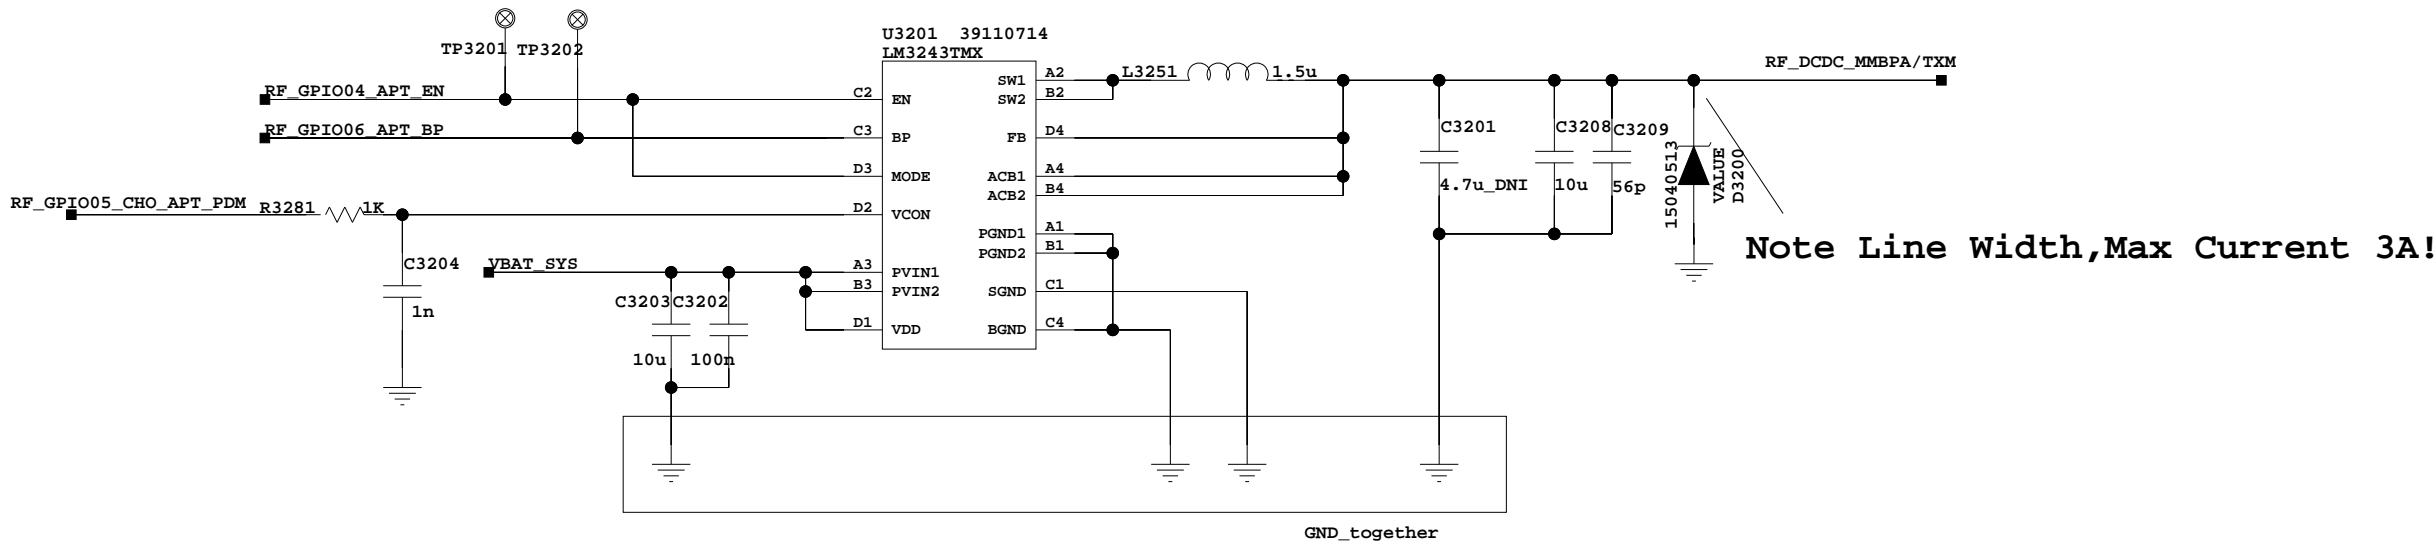 U3201 39110714
LM3243TMX
TP3201 TP3202
RF_DCDC_MMBPA/TXM
SW1 A2 L3251 1.5u
RF_GPIO04_APT_EN C2 EN
SW2 B2
RF_GPIO06_APT_BP C3 BP
FB D4
C3201 C3208 C3209
D3 MODE
ACB1 A4
ACB2 B4
4.7u_DNI 10u 56p
15040513
VALUE
D3200
RF_GPIO05_CHO_APT_PDM R3281 1K D2 VCON
PGND1 A1
PGND2 B1
Note Line Width,Max Current 3A!
C3204
1n
VBAT_SYS A3 PVIN1
B3 PVIN2
SGND C1
C3203 C3202
D1 VDD
BGND C4
10u 100n
GND_together